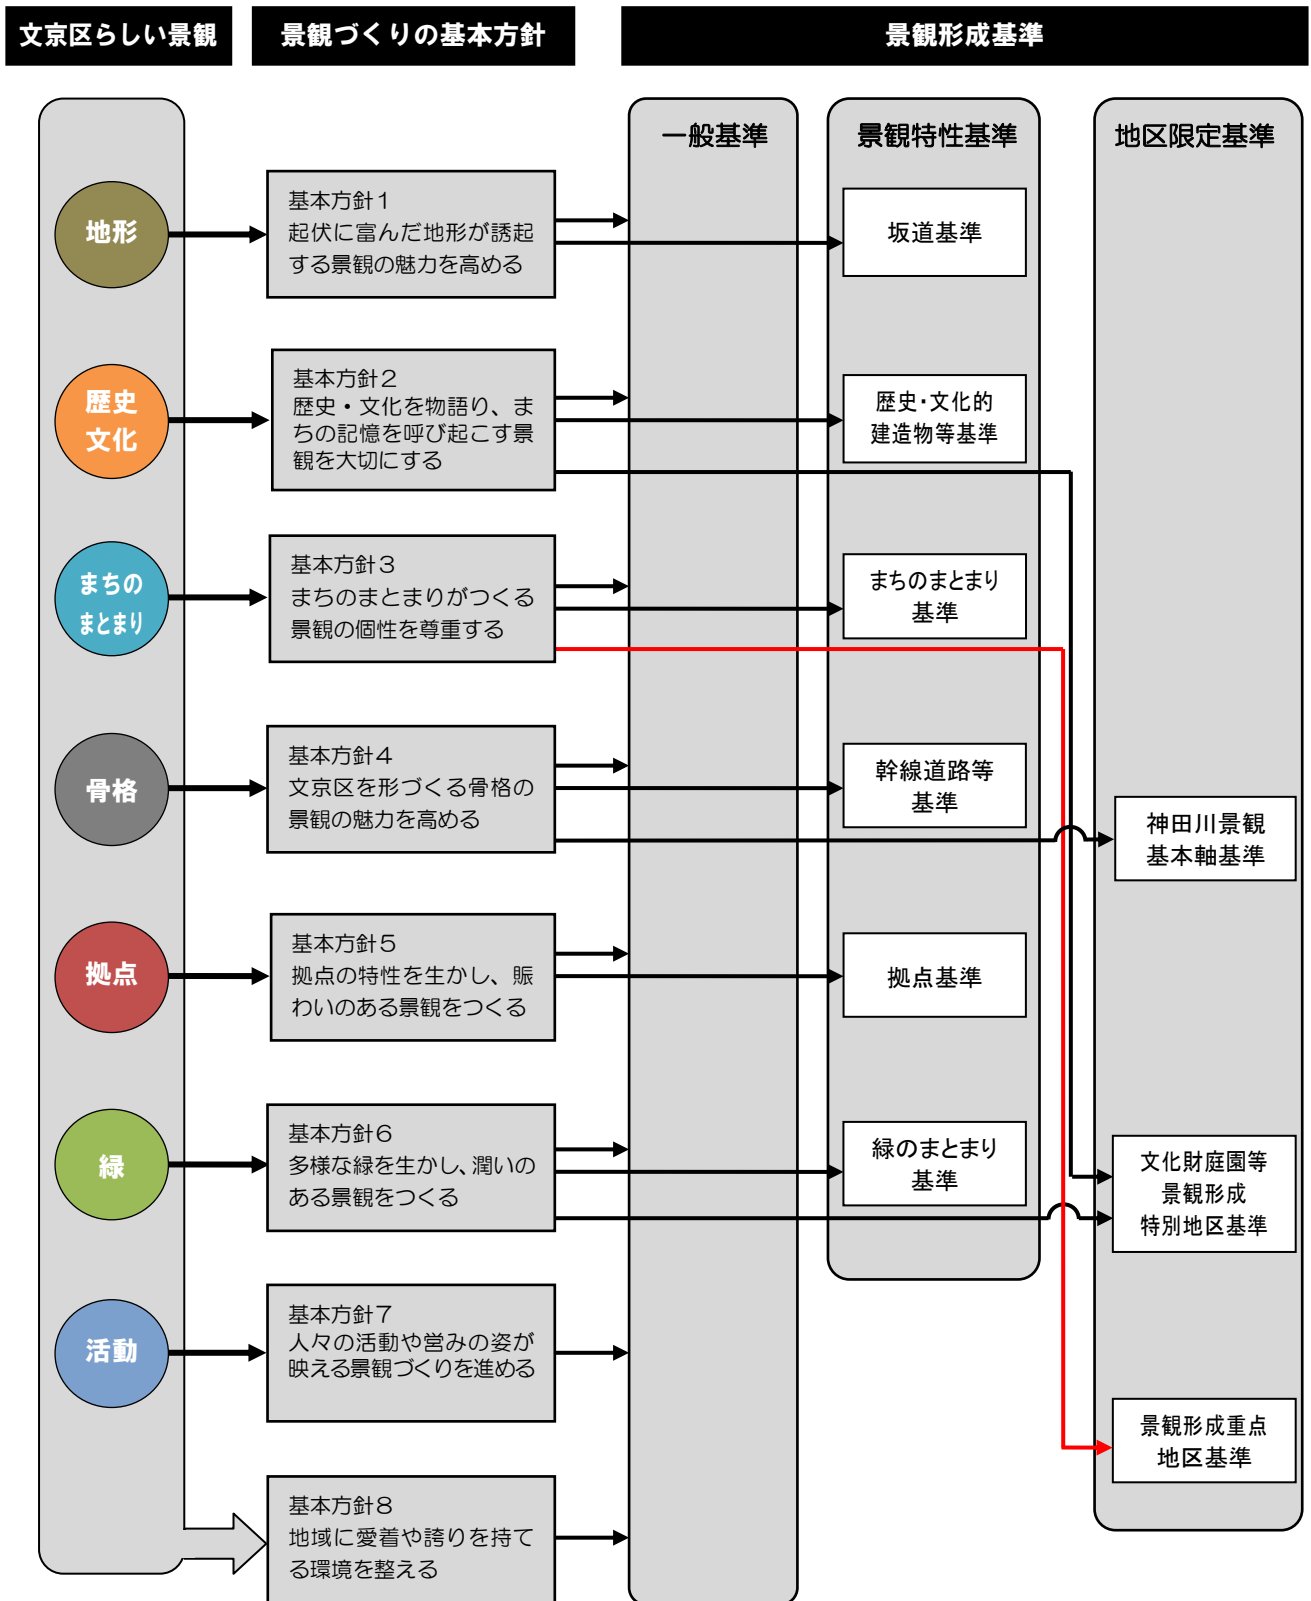 文京区らしい景観
景観づくりの基本方針
景観形成基準
一般基準
景観特性基準
地区限定基準
地形
基本方針1
起伏に富んだ地形が誘起
する景観の魅力を高める
坂道基準
歴史
文化
基本方針2
歴史・文化を物語り、ま
ちの記憶を呼び起こす景
観を大切にする
歴史・文化的
建造物等基準
まちの
まとまり
基本方針3
まちのまとまりがつくる
景観の個性を尊重する
まちのまとまり
基準
骨格
基本方針4
文京区を形づくる骨格の
景観の魅力を高める
幹線道路等
基準
神田川景観
基本軸基準
拠点
基本方針5
拠点の特性を生かし、賑
わいのある景観をつくる
拠点基準
緑
基本方針6
多様な緑を生かし、潤いの
ある景観をつくる
緑のまとまり
基準
文化財庭園等
景観形成
特別地区基準
活動
基本方針7
人々の活動や営みの姿が
映える景観づくりを進める
景観形成重点
地区基準
基本方針8
地域に愛着や誇りを持て
る環境を整える